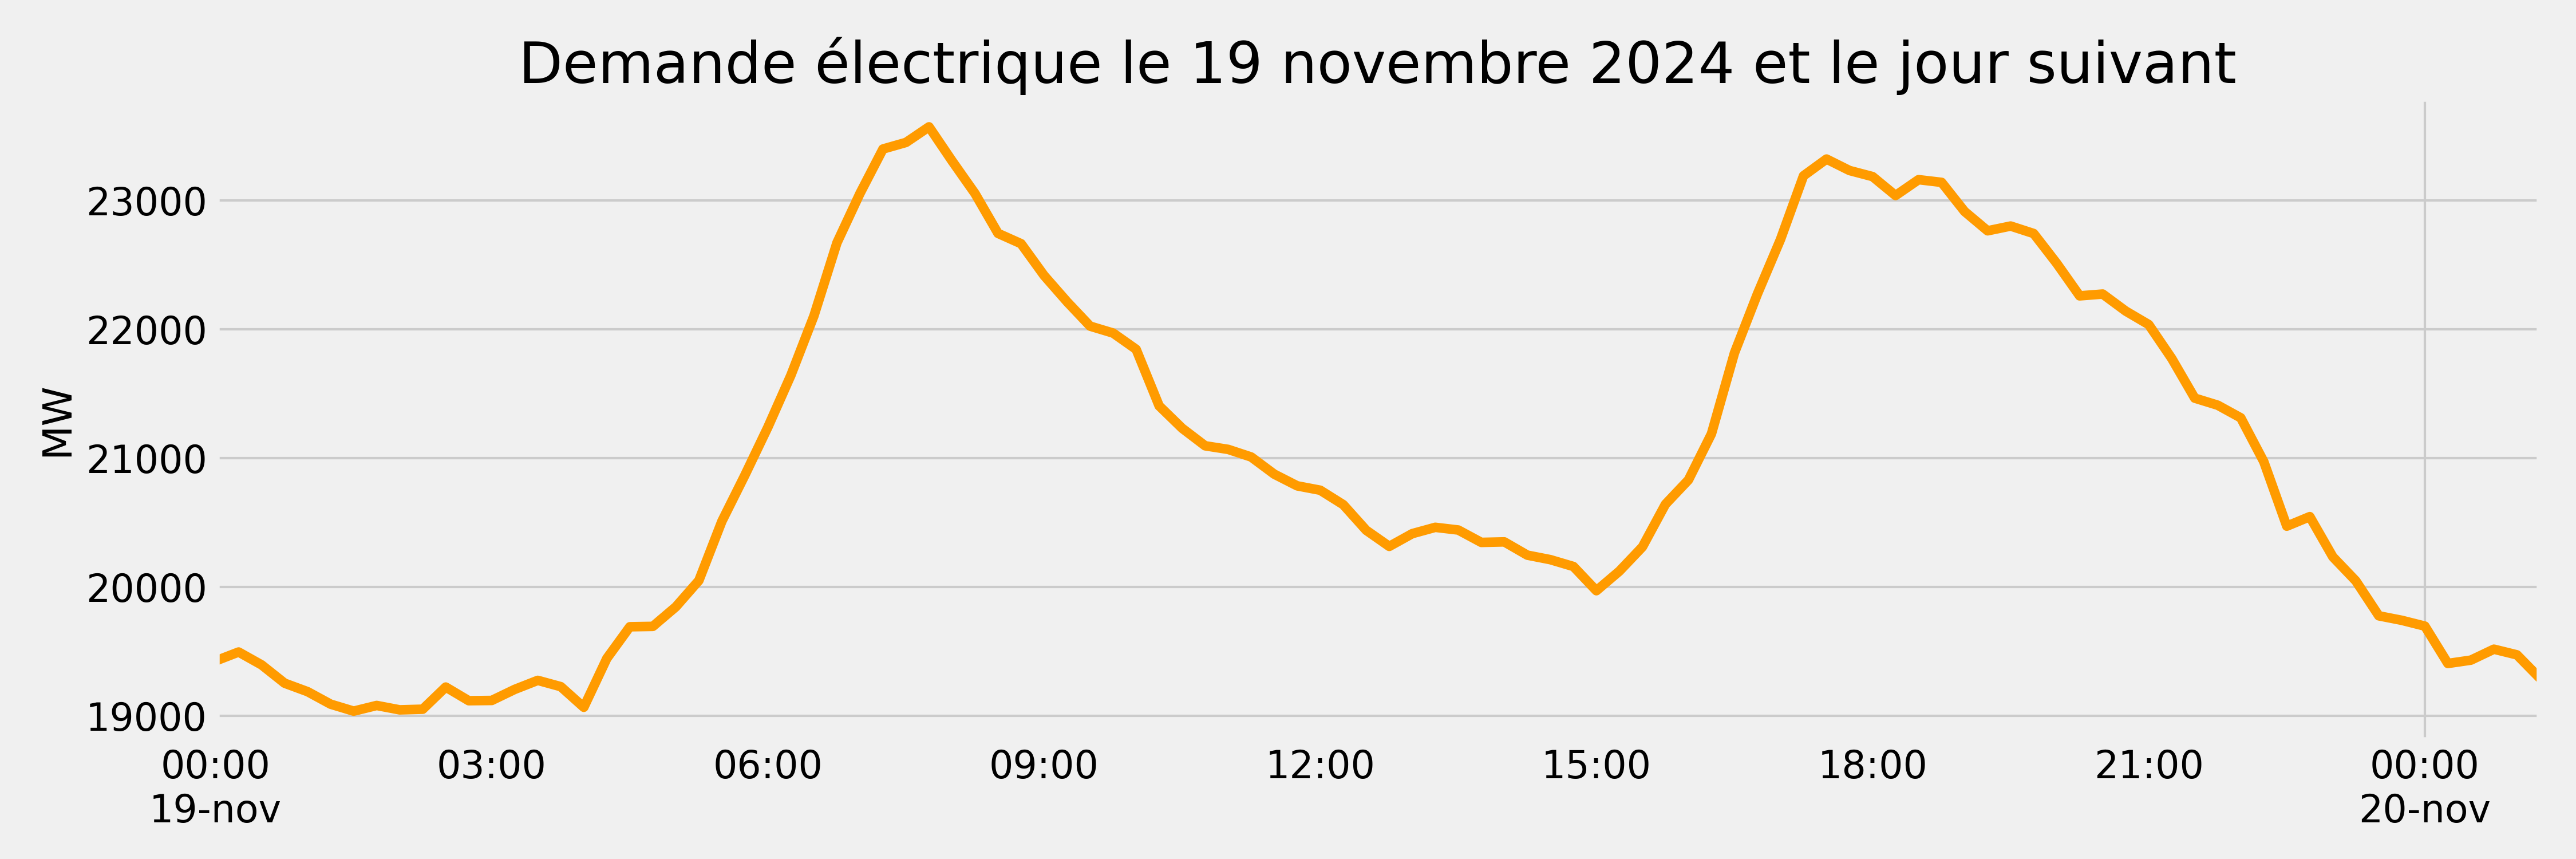 Demande électrique le 19 novembre 2024 et le jour suivant
MW
23000
22000
21000
20000
19000
00:00 03:00 06:00 09:00 12:00 15:00 18:00 21:00 00:00
19-nov 20-nov